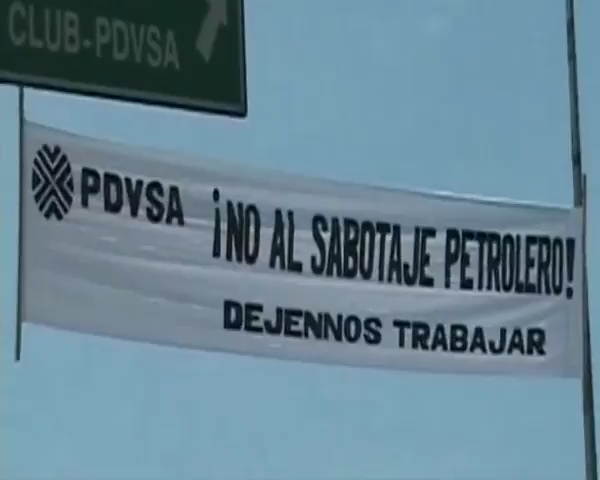 CLUB-PDVSA
PDVSA ¡NO AL SABOTAJE PETROLERO!
DEJENNOS TRABAJAR